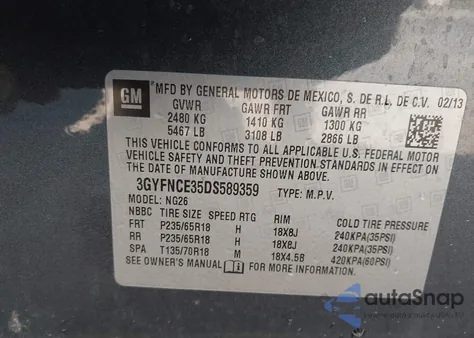 GM
MFD BY GENERAL MOTORS DE MEXICO, S. DE R.L. DE C.V. 02/13
GVWR GAWR FRT GAWR RR
2480 KG 1410 KG 1300 KG
5467 LB 3108 LB 2866 LB
THIS VEHICLE CONFORMS TO ALL APPLICABLE U.S. FEDERAL MOTOR
VEHICLE SAFETY, BUMPER, AND THEFT PREVENTION STANDARDS IN EFFECT ON
THE DATE OF MANUFACTURE SHOWN ABOVE.
3GYFNCE35DS589359 TYPE: M.P.V.
MODEL: NG26
NBBC TIRE SIZE SPEED RTG RIM COLD TIRE PRESSURE
FRT P235/65R18 H 18X8J 240KPA(35PSI)
RR P235/65R18 H 18X8J 240KPA(35PSI)
SPA T135/70R18 M 18X4.5B 420KPA(60PSI)
SEE OWNER'S MANUAL FOR MORE INFORMATION.
autoSnap